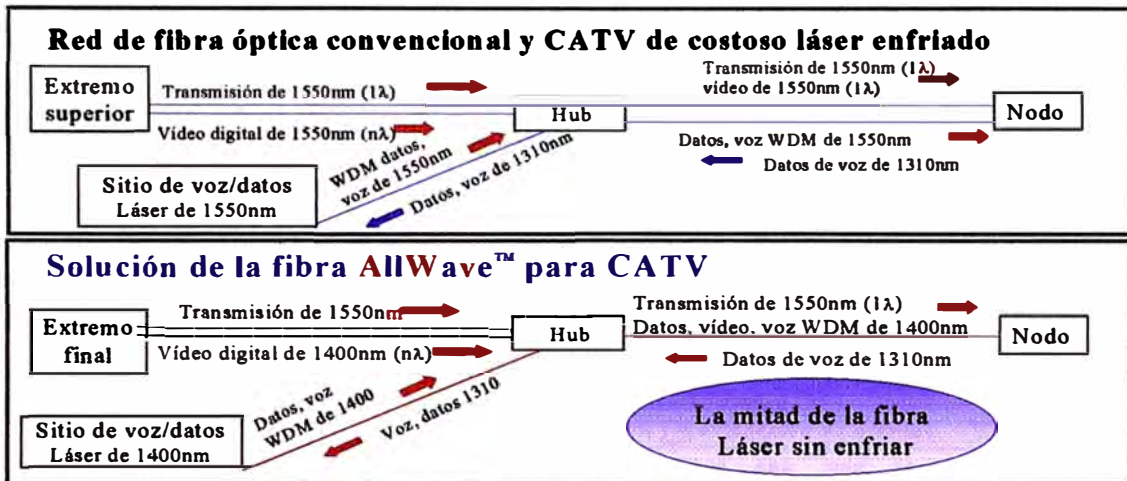 Red de fibra óptica convencional y CATV de costoso láser enfriado
Extremo
superior
Transmisión de 1550nm (1λ)
Vídeo digital de 1550nm (nλ)
Hub
Transmisión de 1550nm (1λ)
vídeo de 1550nm (1λ)
Nodo
Datos, voz WDM de 1550nm
Datos de voz de 1310nm
WDM datos,
voz de 1550nm
Datos, voz de 1310nm
Sitio de voz/datos
Láser de 1550nm
Solución de la fibra AllWave™ para CATV
Extremo
final
Transmisión de 1550nm
Vídeo digital de 1400nm (nλ)
Hub
Transmisión de 1550nm (1λ)
Datos, vídeo, voz WDM de 1400nm
Nodo
Datos de voz de 1310nm
Datos, voz
WDM de 1400
Voz, datos 1310
Sitio de voz/datos
Láser de 1400nm
La mitad de la fibra
Láser sin enfriar